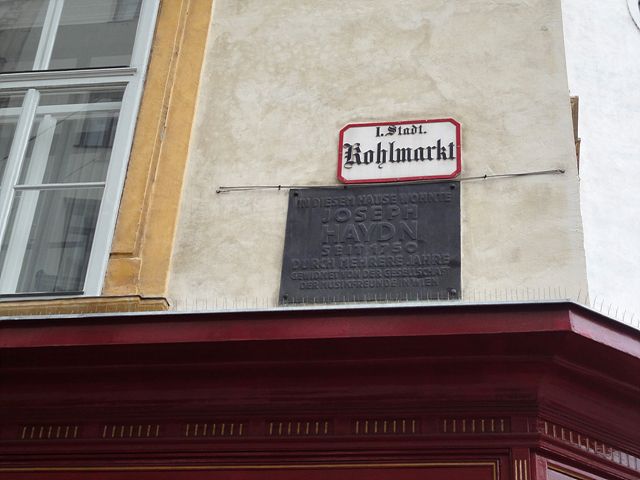 I. Stadt.
Kohlmarkt
IN DIESEM HAUSE WOHNTE
JOSEPH
HAYDN
SEIT 1750
DURCH MEHRERE JAHRE
GEWIDMET VON DER GESELLSCHAFT
DER MUSIKFREUNDE IN WIEN